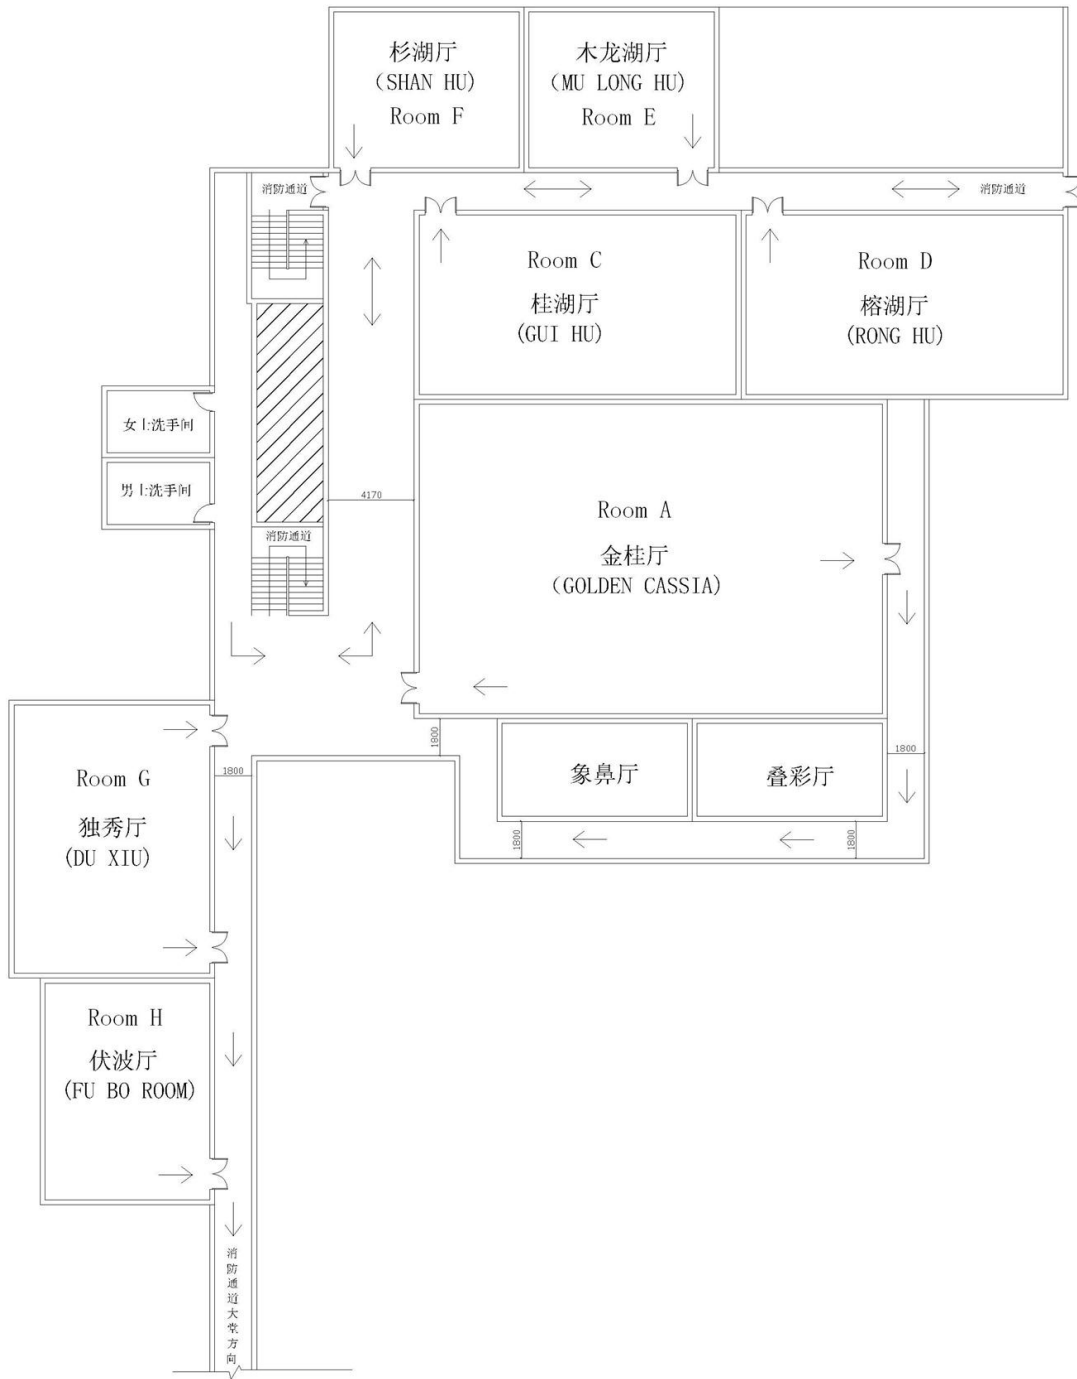 杉湖厅
(SHAN HU)
Room F
木龙湖厅
(MU LONG HU)
Room E
消防通道
消防通道
Room C
桂湖厅
(GUI HU)
Room D
榕湖厅
(RONG HU)
女士洗手间
男士洗手间
4170
消防通道
Room A
金桂厅
(GOLDEN CASSIA)
1800
1800
1800
象鼻厅
叠彩厅
1800
1800
Room G
独秀厅
(DU XIU)
Room H
伏波厅
(FU BO ROOM)
消防通道大堂方向